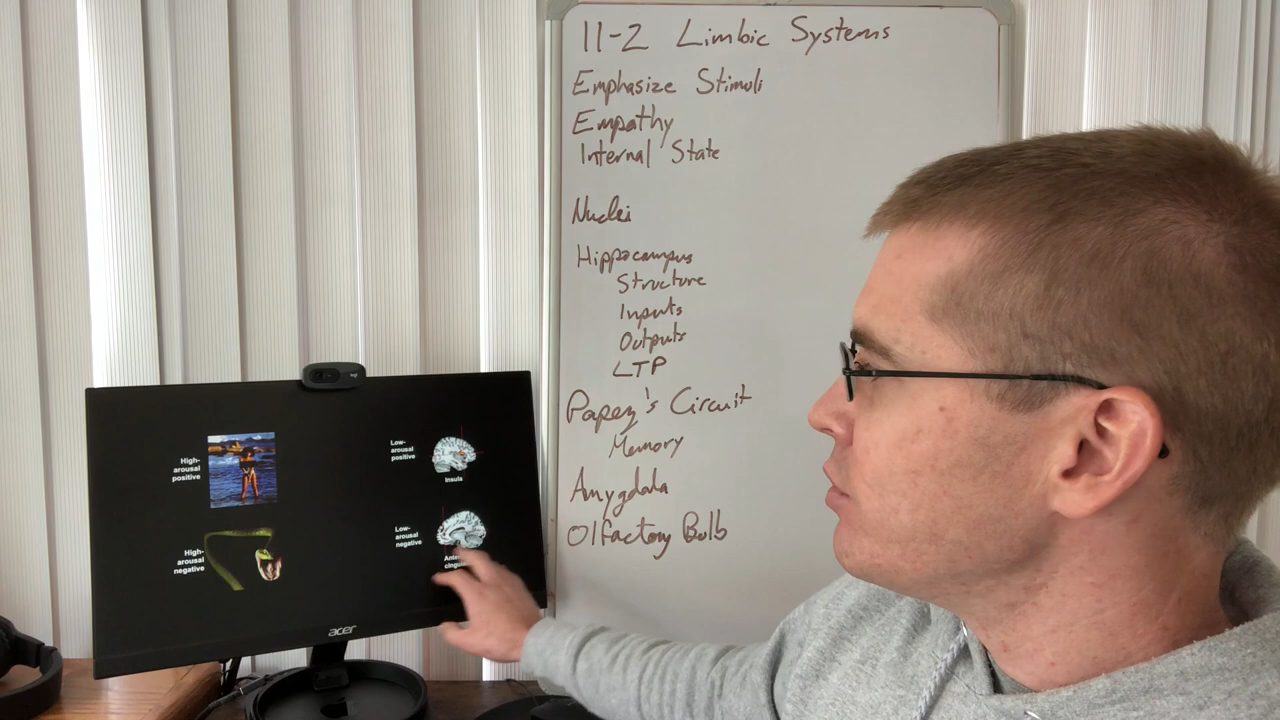 11-2 Limbic Systems
Emphasize Stimuli
Empathy
Internal State
Nuclei
Hippocampus
Structure
Inputs
Outputs
LTP
Papez's Circuit
Memory
Amygdala
Olfactory Bulb
High-
arousal
positive
Low-
arousal
positive
Insula
High-
arousal
negative
Low-
arousal
negative
acer